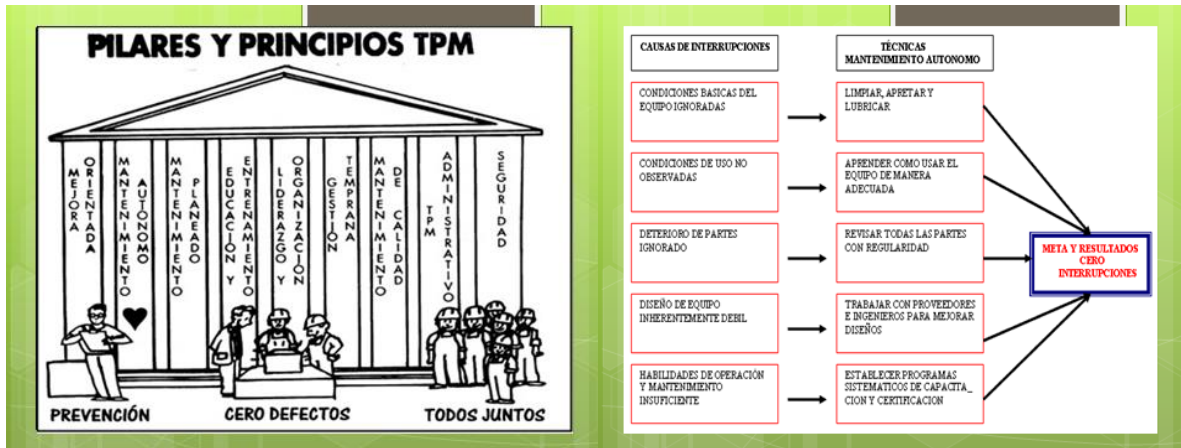 PILARES Y PRINCIPIOS TPM
MEJORA
ORIENTADA
MANTENIMIENTO
AUTÓNOMO
MANTENIMIENTO
PLANEADO
EDUCACIÓN Y
ENTRENAMIENTO
LIDERAZGO Y
ORGANIZACIÓN
GESTIÓN
TEMPRANA
MANTENIMIENTO
DE CALIDAD
TPM
ADMINISTRATIVO
SEGURIDAD
PREVENCIÓN
CERO DEFECTOS
TODOS JUNTOS
CAUSAS DE INTERRUPCIONES
TÉCNICAS
MANTENIMIENTO AUTONOMO
CONDICIONES BASICAS DEL
EQUIPO IGNORADAS
LIMPIAR, APRETAR Y
LUBRICAR
CONDICIONES DE USO NO
OBSERVADAS
APRENDER COMO USAR EL
EQUIPO DE MANERA
ADECUADA
DETERIORO DE PARTES
IGNORADO
REVISAR TODAS LAS PARTES
CON REGULARIDAD
DISEÑO DE EQUIPO
INHERENTEMENTE DEBIL
TRABAJAR CON PROVEEDORES
E INGENIEROS PARA MEJORAR
DISEÑOS
HABILIDADES DE OPERACIÓN
Y MANTENIMIENTO
INSUFICIENTE
ESTABLECER PROGRAMAS
SISTEMATICOS DE CAPACITA_
CION Y CERTIFICACION
META Y RESULTADOS
CERO
INTERRUPCIONES